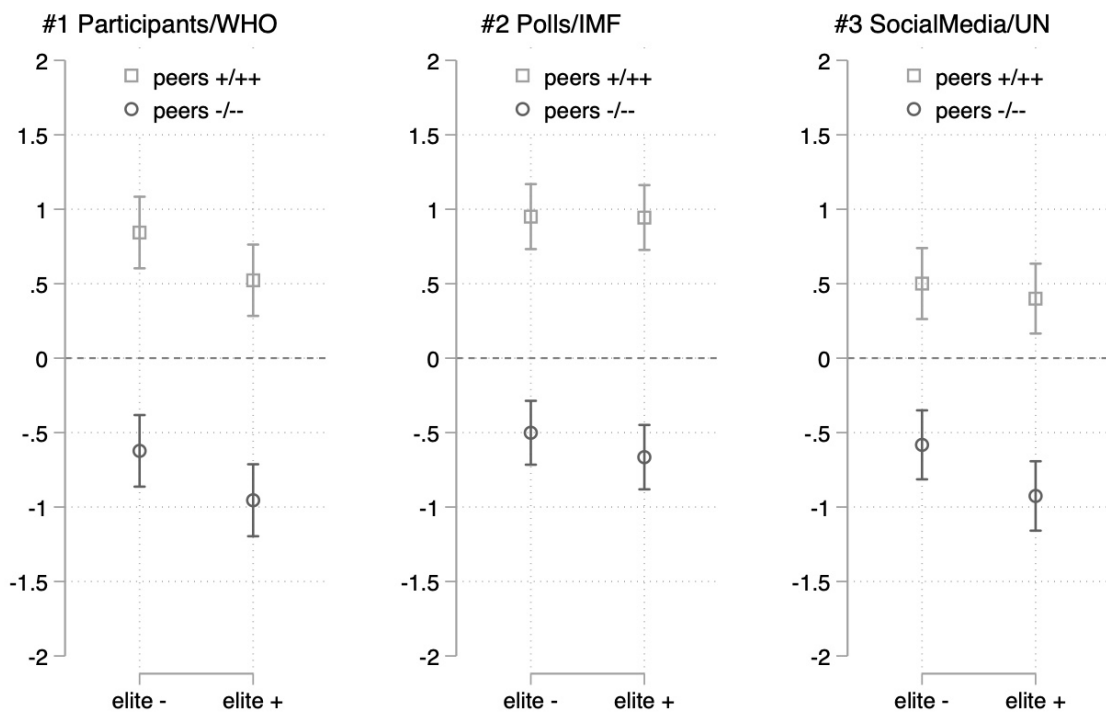 #1 Participants/WHO
2
1.5
1
.5
0
-.5
-1
-1.5
-2
peers +/++
peers -/--
elite -
elite +
#2 Polls/IMF
2
1.5
1
.5
0
-.5
-1
-1.5
-2
peers +/++
peers -/--
elite -
elite +
#3 SocialMedia/UN
2
1.5
1
.5
0
-.5
-1
-1.5
-2
peers +/++
peers -/--
elite -
elite +